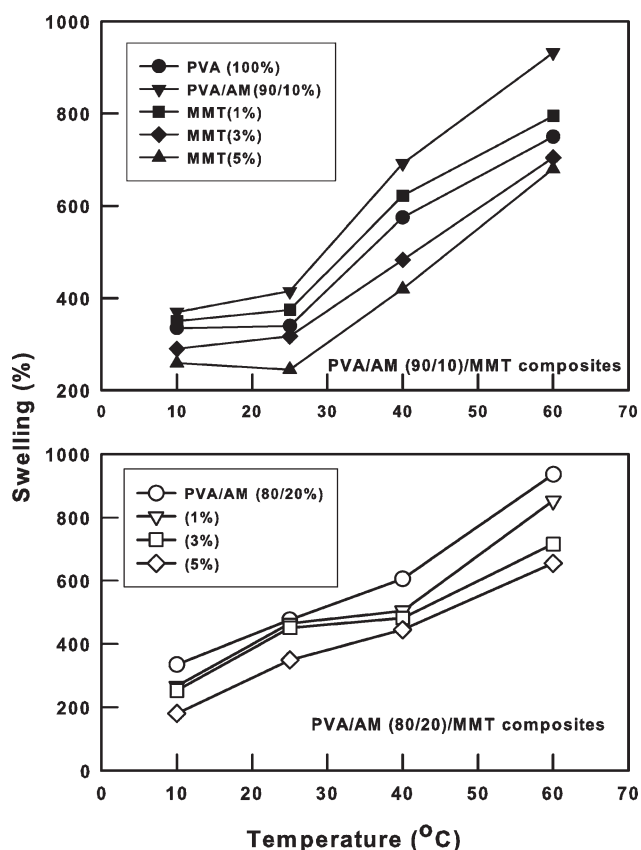 1000
PVA (100%)
PVA/AM(90/10%)
MMT(1%)
MMT(3%)
MMT(5%)
800
600
400
200
PVA/AM (90/10)/MMT composites
0 10 20 30 40 50 60 70
Swelling (%)
1000
PVA/AM (80/20%)
(1%)
(3%)
(5%)
800
600
400
200
0
PVA/AM (80/20)/MMT composites
0 10 20 30 40 50 60 70
Temperature (°C)